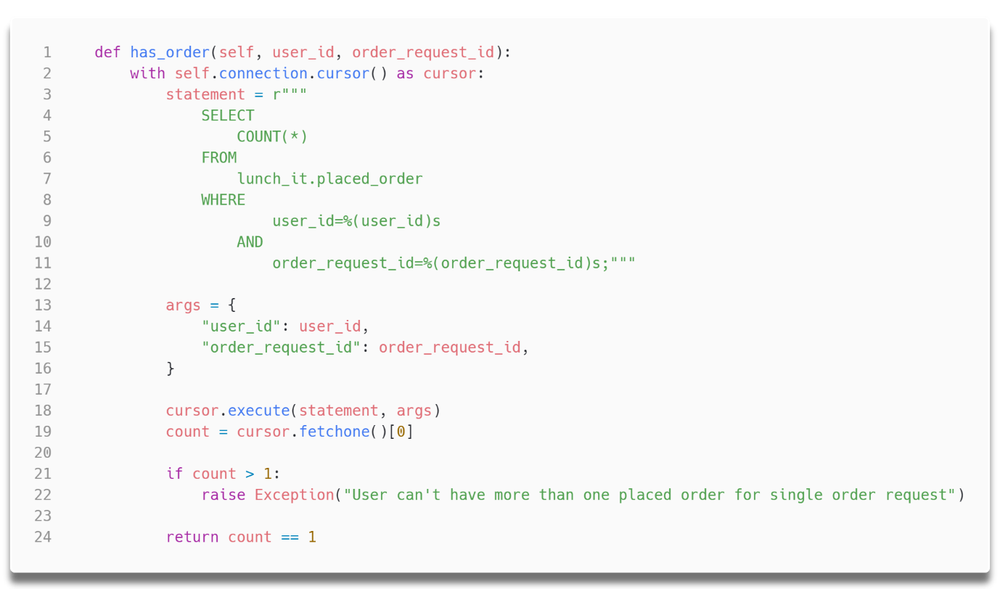 1    def has_order(self, user_id, order_request_id):
2        with self.connection.cursor() as cursor:
3            statement = r"""
4                SELECT
5                    COUNT(*)
6                FROM
7                    lunch_it.placed_order
8                WHERE
9                        user_id=%(user_id)s
10                    AND
11                        order_request_id=%(order_request_id)s;"""
12
13            args = {
14                "user_id": user_id,
15                "order_request_id": order_request_id,
16            }
17
18            cursor.execute(statement, args)
19            count = cursor.fetchone()[0]
20
21            if count > 1:
22                raise Exception("User can't have more than one placed order for single order request")
23
24            return count == 1